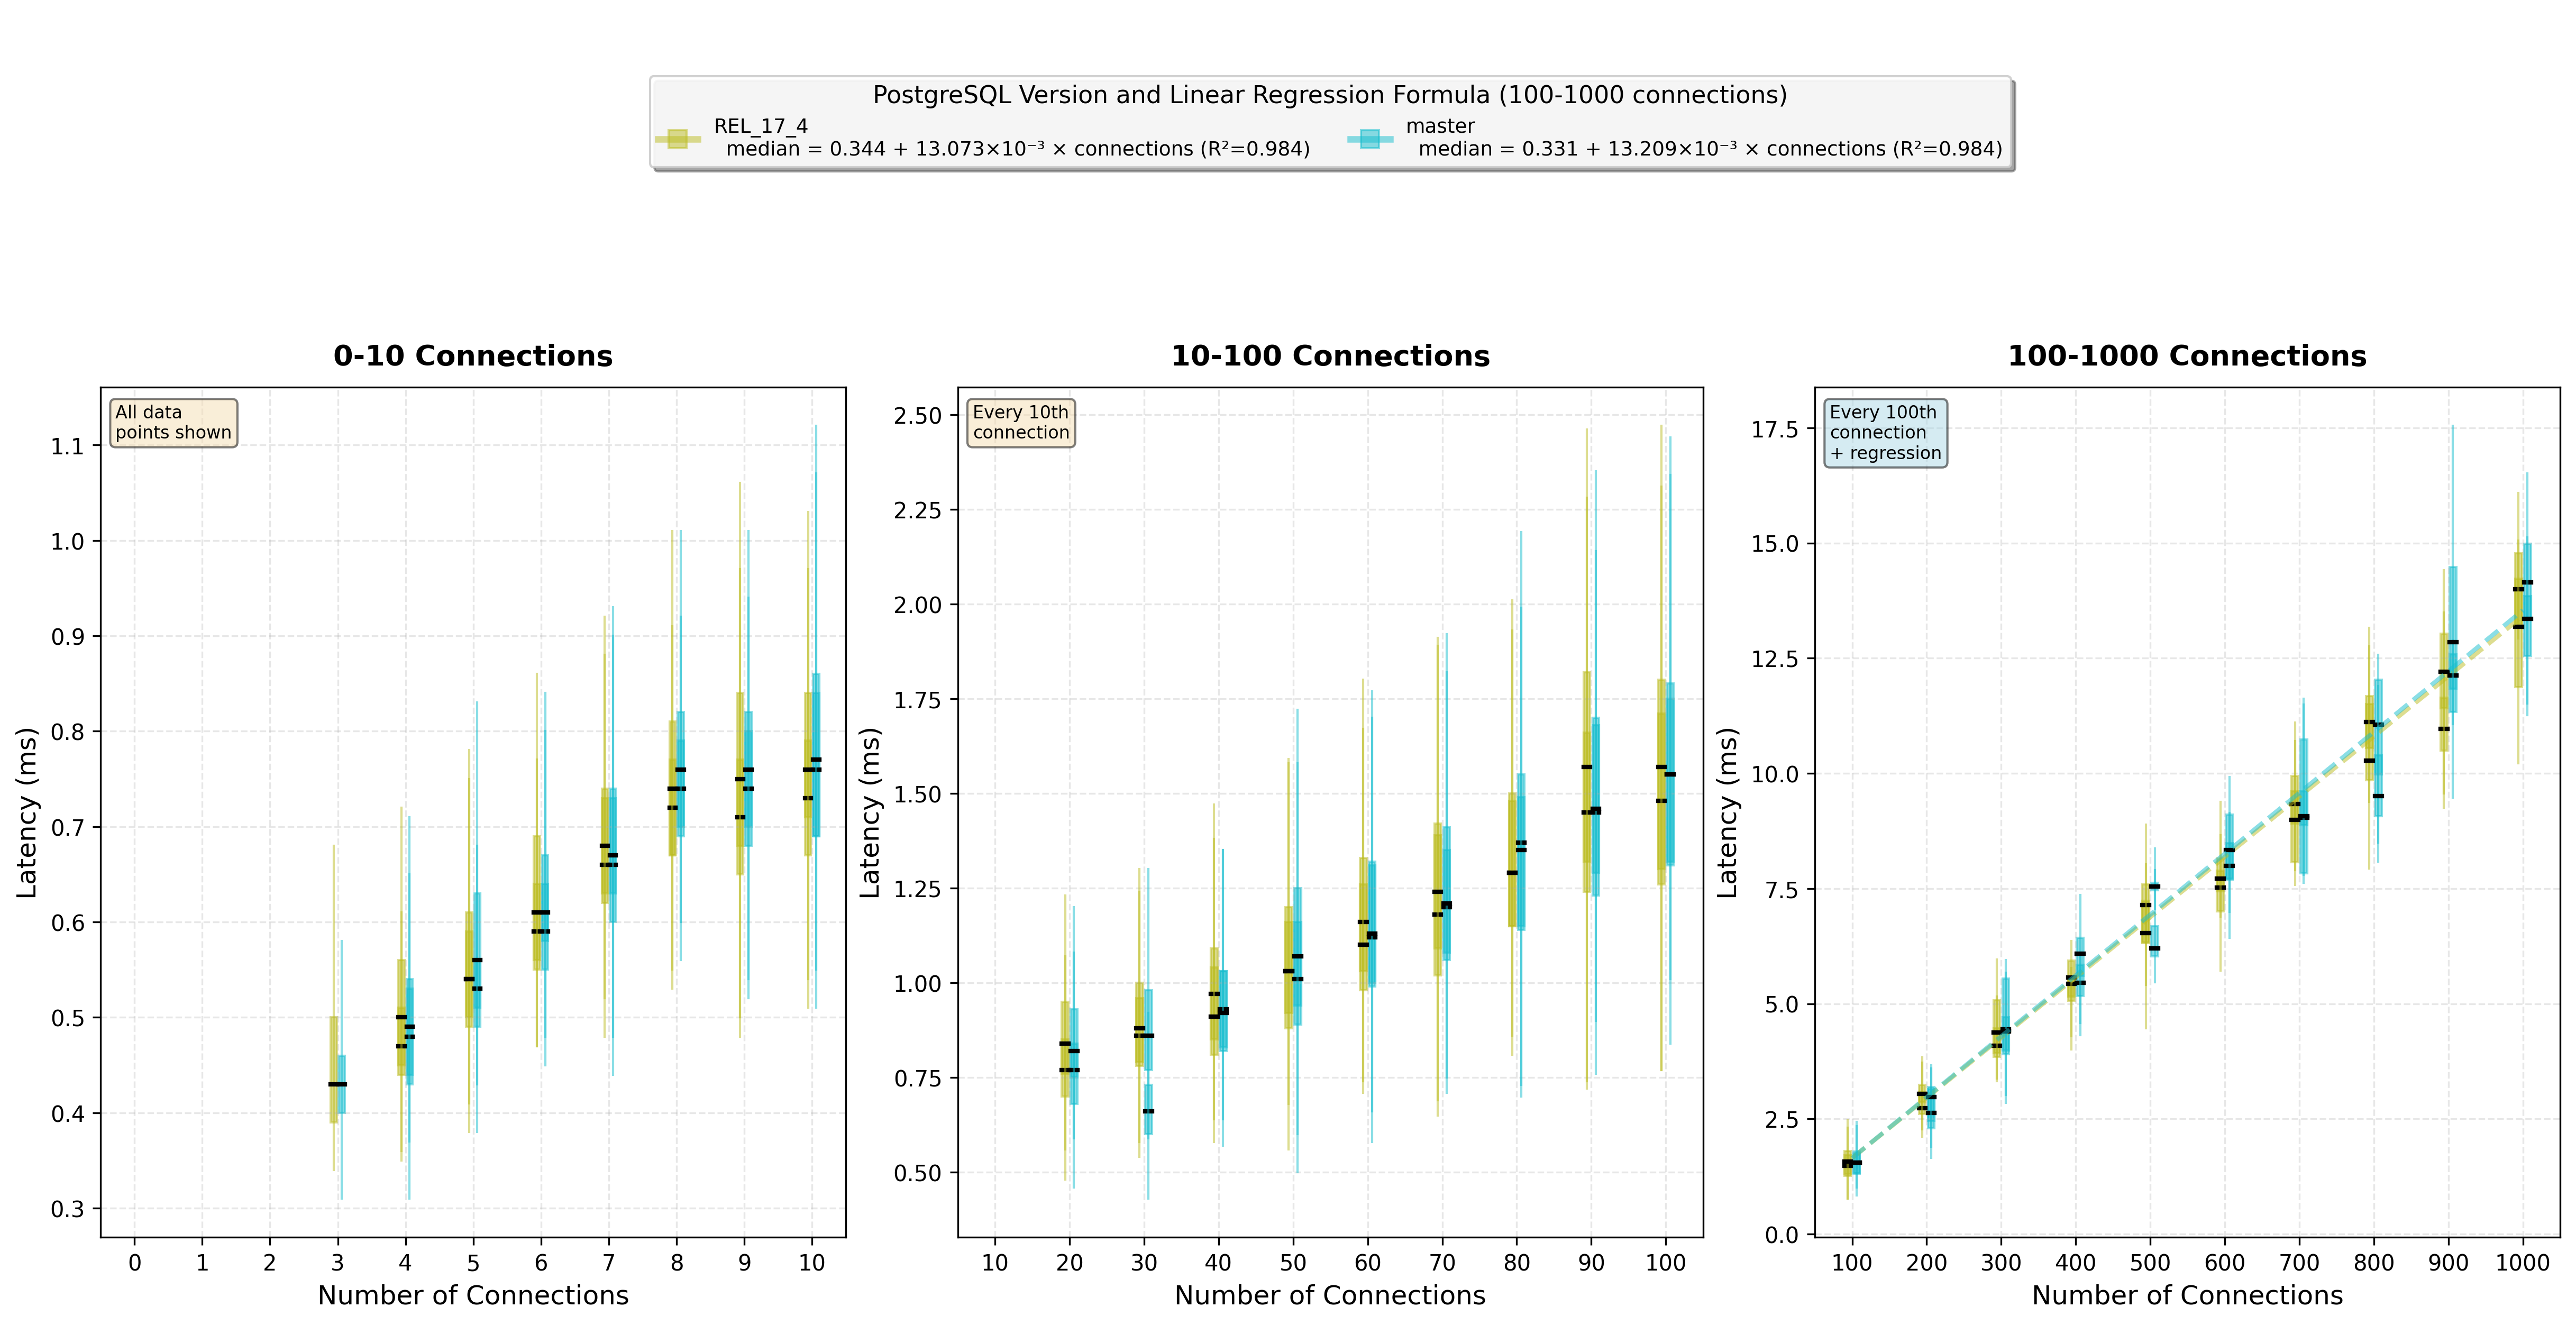 PostgreSQL Version and Linear Regression Formula (100-1000 connections)
REL_17_4
median = 0.344 + 13.073×10⁻³ × connections (R²=0.984)
master
median = 0.331 + 13.209×10⁻³ × connections (R²=0.984)
0-10 Connections
All data
points shown
Latency (ms)
1.1
1.0
0.9
0.8
0.7
0.6
0.5
0.4
0.3
0 1 2 3 4 5 6 7 8 9 10
Number of Connections
10-100 Connections
Every 10th
connection
Latency (ms)
2.50
2.25
2.00
1.75
1.50
1.25
1.00
0.75
0.50
10 20 30 40 50 60 70 80 90 100
Number of Connections
100-1000 Connections
Every 100th
connection
+ regression
Latency (ms)
17.5
15.0
12.5
10.0
7.5
5.0
2.5
0.0
100 200 300 400 500 600 700 800 900 1000
Number of Connections